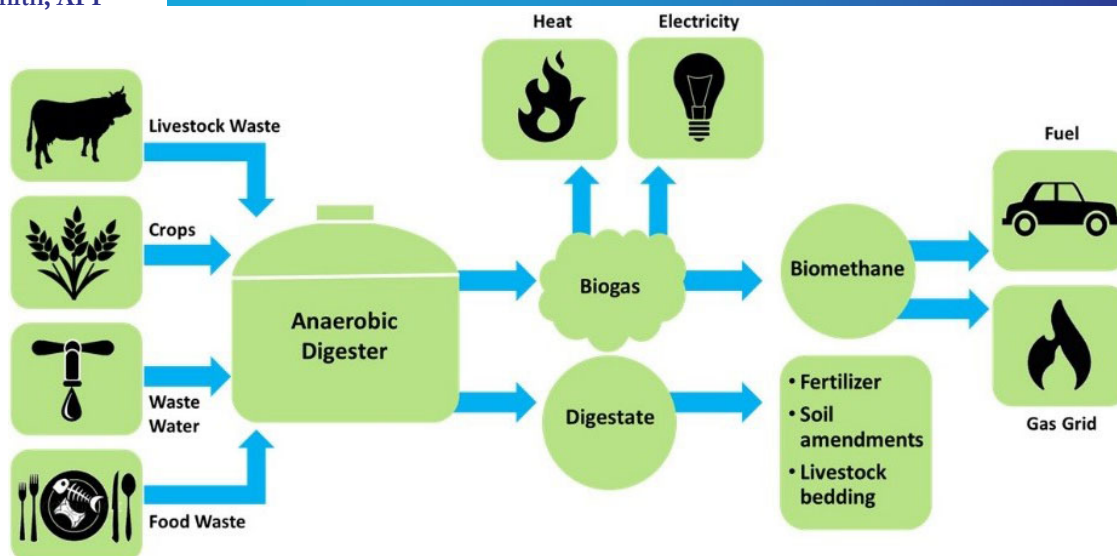 Heat
Electricity
Livestock Waste
Fuel
Crops
Biogas
Biomethane
Anaerobic
Digester
Waste
Water
Digestate
• Fertilizer
• Soil
amendments
• Livestock
bedding
Gas Grid
Food Waste